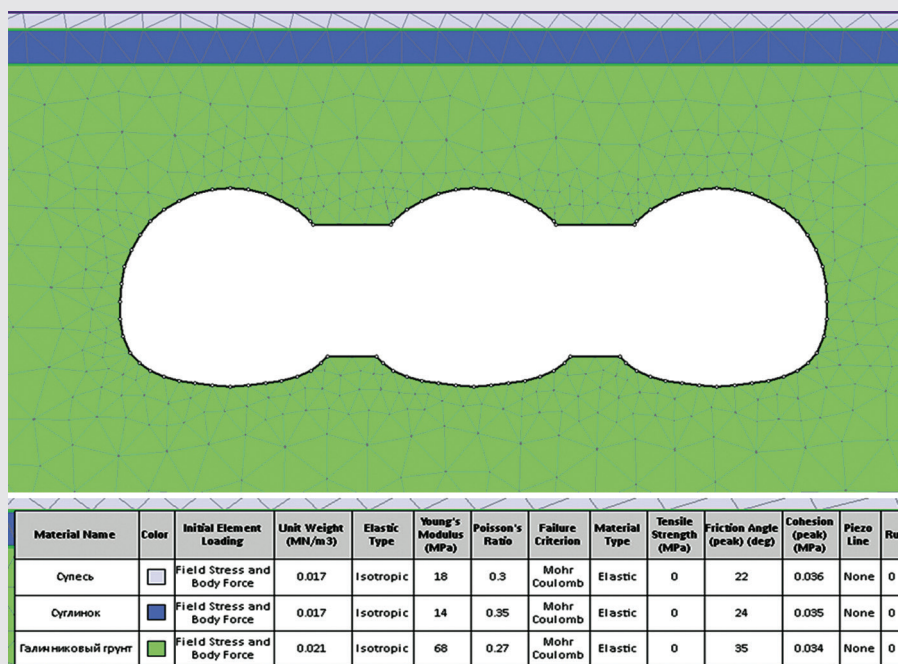 Material Name Color Initial Element Loading Unit Weight (MN/m3) Elastic Type Young's Modulus (MPa) Poisson's Ratio Failure Criterion Material Type Tensile Strength (MPa) Friction Angle (peak) (deg) Cohesion (peak) (MPa) Piezo Line Ru
Супесь Field Stress and Body Force 0.017 Isotropic 18 0.3 Mohr Coulomb Elastic 0 22 0.036 None 0
Суглинок Field Stress and Body Force 0.017 Isotropic 14 0.35 Mohr Coulomb Elastic 0 24 0.035 None 0
Галичниковый грунт Field Stress and Body Force 0.021 Isotropic 68 0.27 Mohr Coulomb Elastic 0 35 0.034 None 0